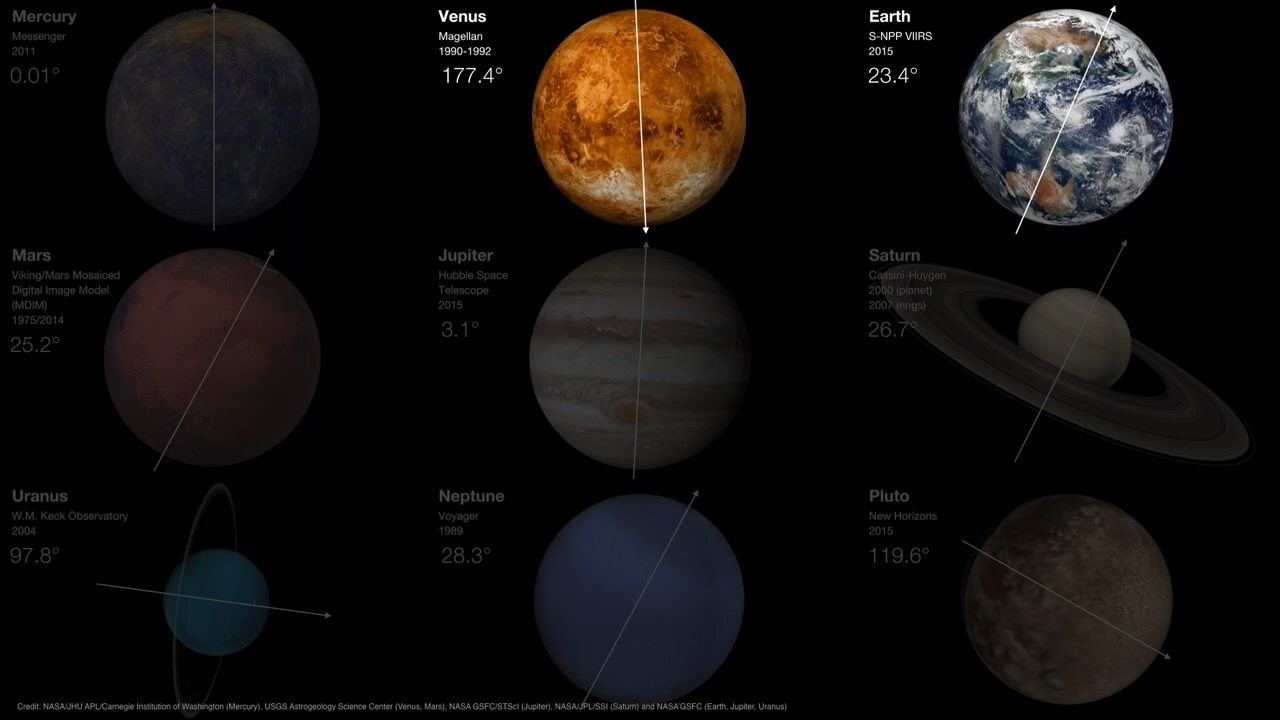 Mercury
Messenger
2011
0.01°
Venus
Magellan
1990-1992
177.4°
Earth
S-NPP VIIRS
2015
23.4°
Mars
Viking/Mars Mosaiced
Digital Image Model
(MDIM)
1975/2014
25.2°
Jupiter
Hubble Space
Telescope
2015
3.1°
Saturn
Cassini-Huygen
2000 (planet)
2007 (rings)
26.7°
Uranus
W.M. Keck Observatory
2004
97.8°
Neptune
Voyager
1989
28.3°
Pluto
New Horizons
2015
119.6°
Credit: NASA/JHU APL/Carnegie Institution of Washington (Mercury), USGS Astrogeology Science Center (Venus, Mars), NASA GSFC/STScI (Jupiter), NASA/JPL/SSI (Saturn) and NASA'GSFC (Earth, Jupiter, Uranus)